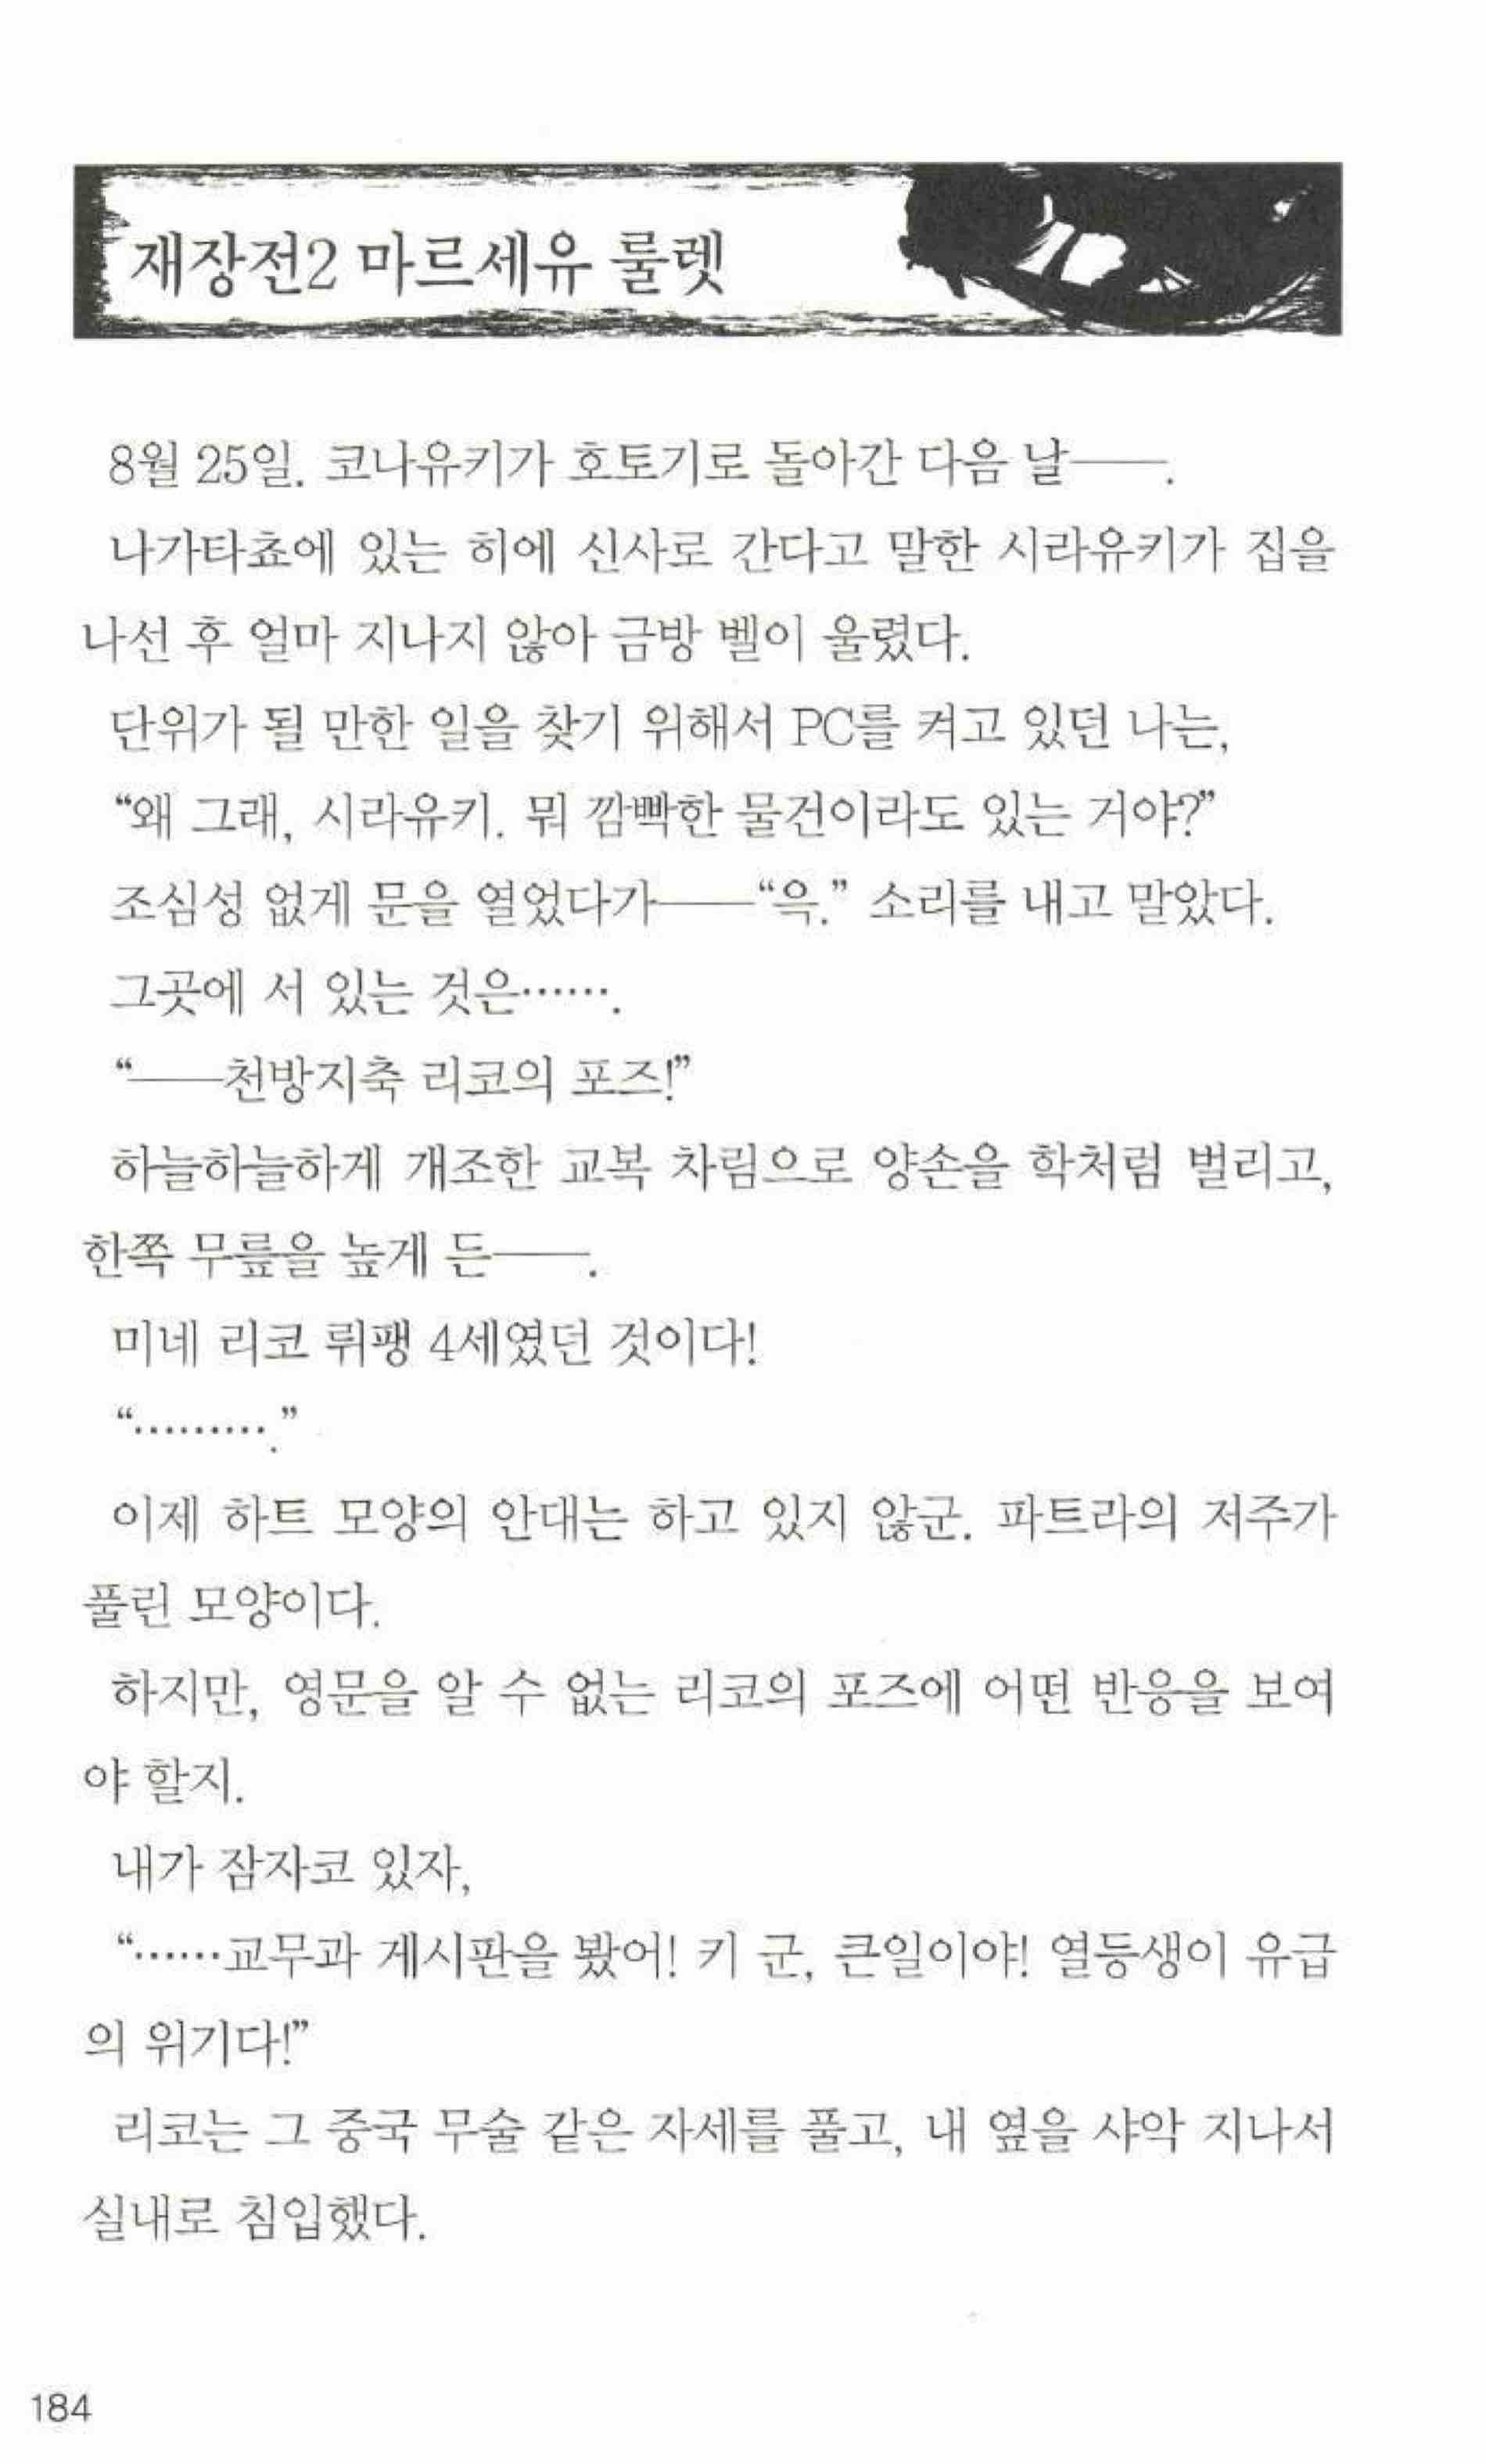 재장전2 마르세유 룰렛
8월 25일. 코나유키가 호토기로 돌아간 다음 날――.
나가타쵸에 있는 히에 신사로 간다고 말한 시라유키가 집을
나선 후 얼마 지나지 않아 금방 벨이 울렸다.
단위가 될 만한 일을 찾기 위해서 PC를 켜고 있던 나는,
“왜 그래, 시라유키. 뭐 깜빡한 물건이라도 있는 거야?”
조심성 없게 문을 열었다가――“윽.” 소리를 내고 말았다.
그곳에 서 있는 것은…….
“――천방지축 리코의 포즈!”
하늘하늘하게 개조한 교복 차림으로 양손을 학처럼 벌리고,
한쪽 무릎을 높게 든――.
미네 리코 뤼팽 4세였던 것이다!
“……….”
이제 하트 모양의 안대는 하고 있지 않군. 파트라의 저주가
풀린 모양이다.
하지만, 영문을 알 수 없는 리코의 포즈에 어떤 반응을 보여
야 할지.
내가 잠자코 있자,
“……교무과 게시판을 봤어! 키 군, 큰일이야! 열등생이 유급
의 위기다!”
리코는 그 중국 무술 같은 자세를 풀고, 내 옆을 샤악 지나서
실내로 침입했다.
184